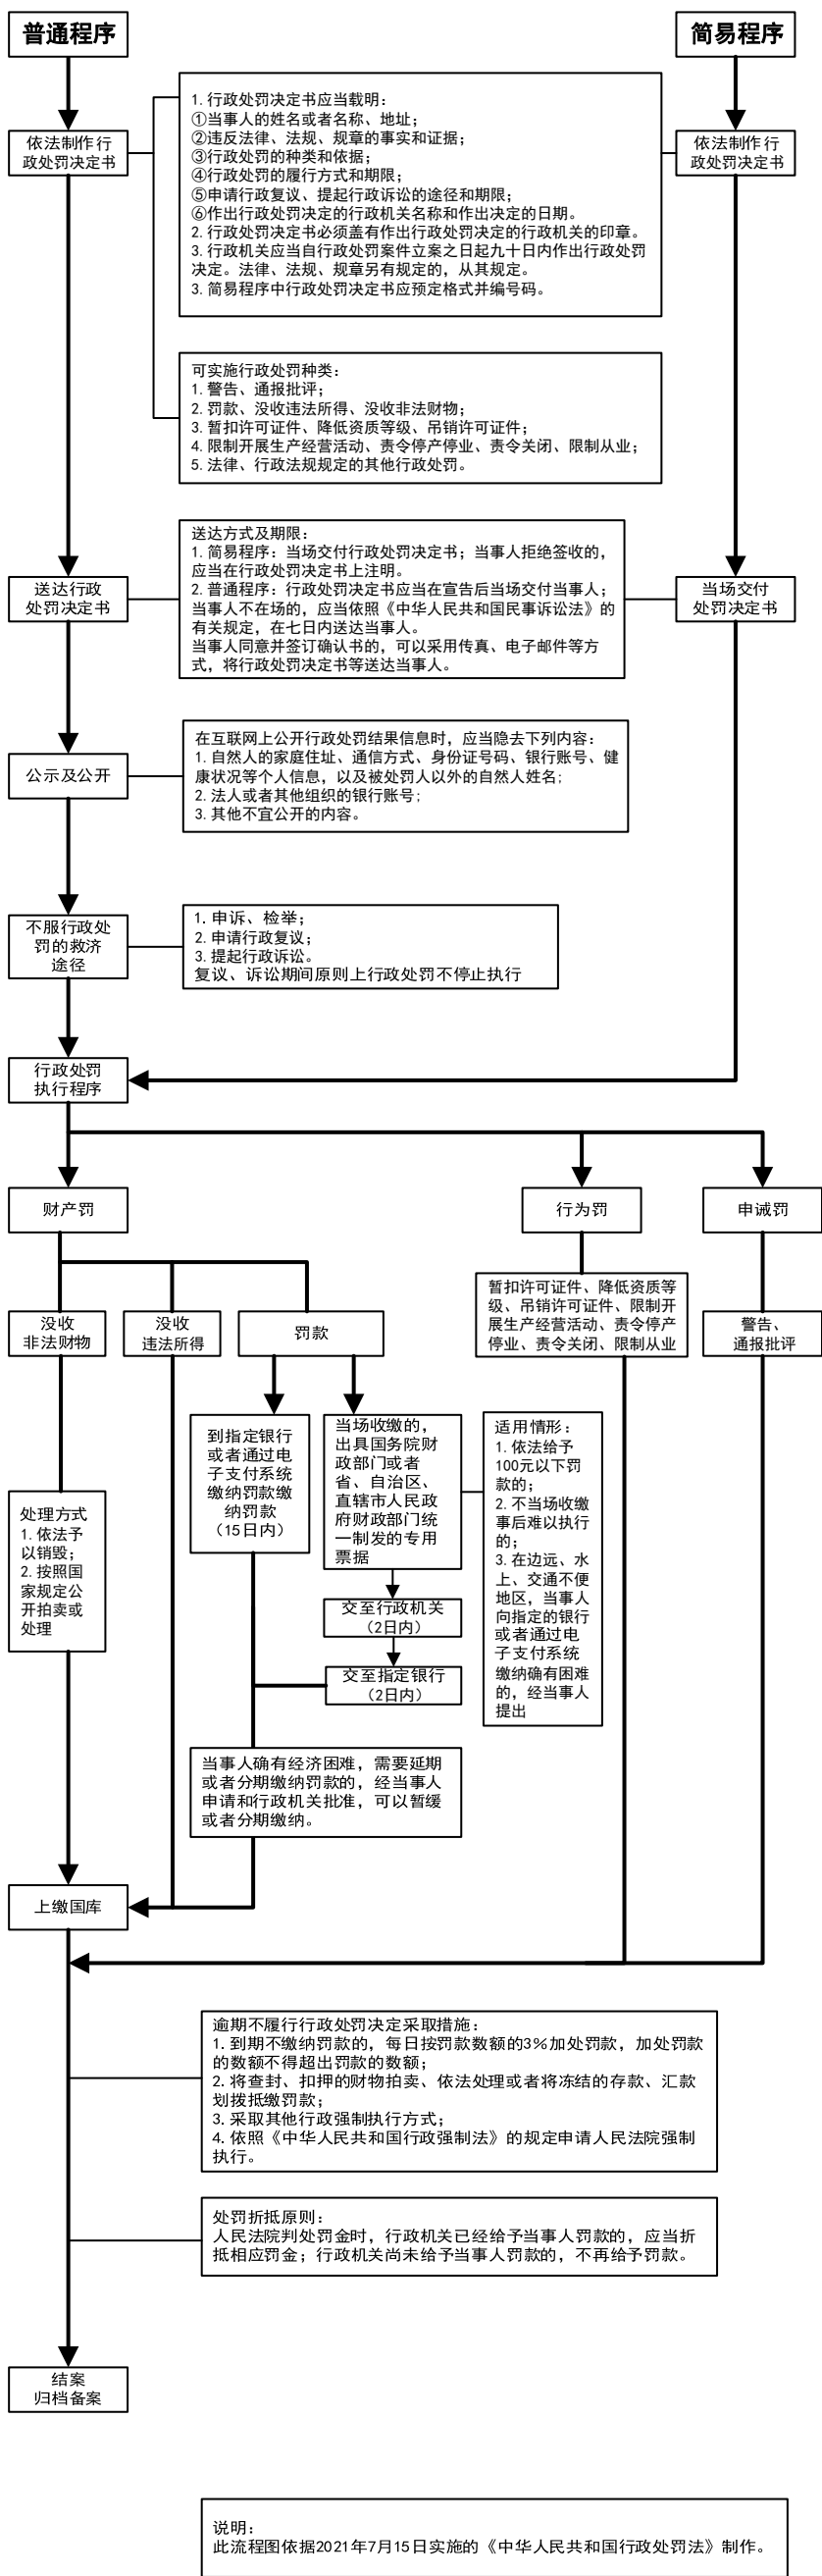 普通程序
简易程序
依法制作行
政处罚决定书
1.行政处罚决定书应当载明：
①当事人的姓名或者名称、地址；
②违反法律、法规、规章的事实和证据；
③行政处罚的种类和依据；
④行政处罚的履行方式和期限；
⑤申请行政复议、提起行政诉讼的途径和期限；
⑥作出行政处罚决定的行政机关名称和作出决定的日期。
2.行政处罚决定书必须盖有作出行政处罚决定的行政机关的印章。
3.行政机关应当自行政处罚案件立案之日起九十日内作出行政处罚
决定。法律、法规、规章另有规定的，从其规定。
3.简易程序中行政处罚决定书应预定格式并编号码。
依法制作行
政处罚决定书
可实施行政处罚种类：
1.警告、通报批评；
2.罚款、没收违法所得、没收非法财物；
3.暂扣许可证件、降低资质等级、吊销许可证件；
4.限制开展生产经营活动、责令停产停业、责令关闭、限制从业；
5.法律、行政法规规定的其他行政处罚。
送达行政
处罚决定书
送达方式及期限：
1.简易程序：当场交付行政处罚决定书；当事人拒绝签收的，
应当在行政处罚决定书上注明。
2.普通程序：行政处罚决定书应当在宣告后当场交付当事人；
当事人不在场的，应当依照《中华人民共和国民事诉讼法》的
有关规定，在七日内送达当事人。
当事人同意并签订确认书的，可以采用传真、电子邮件等方
式，将行政处罚决定书等送达当事人。
当场交付
处罚决定书
公示及公开
在互联网上公开行政处罚结果信息时，应当隐去下列内容：
1.自然人的家庭住址、通信方式、身份证号码、银行账号、健
康状况等个人信息，以及被处罚人以外的自然人姓名；
2.法人或者其他组织的银行账号；
3.其他不宜公开的内容。
不服行政处
罚的救济
途径
1.申诉、检举；
2.申请行政复议；
3.提起行政诉讼。
复议、诉讼期间原则上行政处罚不停止执行
行政处罚
执行程序
财产罚
行为罚
申诫罚
没收
非法财物
没收
违法所得
罚款
暂扣许可证件、降低资质等
级、吊销许可证件、限制开
展生产经营活动、责令停产
停业、责令关闭、限制从业
警告、
通报批评
处理方式
1.依法予
以销毁；
2.按照国
家规定公
开拍卖或
处理
到指定银行
或者通过电
子支付系统
缴纳罚款缴
纳罚款
（15日内）
当场收缴的，
出具国务院财
政部门或者
省、自治区、
直辖市人民政
府财政部门统
一制发的专用
票据
交至行政机关
（2日内）
交至指定银行
（2日内）
适用情形：
1.依法给予
100元以下罚
款的；
2.不当场收缴
事后难以执行
的；
3.在边远、水
上、交通不便
地区，当事人
向指定的银行
或者通过电
子支付系统
缴纳确有困难
的，经当事人
提出
当事人确有经济困难，需要延期
或者分期缴纳罚款的，经当事人
申请和行政机关批准，可以暂缓
或者分期缴纳。
上缴国库
逾期不履行行政处罚决定采取措施：
1.到期不缴纳罚款的，每日按罚款数额的3%加处罚款，加处罚款
的数额不得超出罚款的数额；
2.将查封、扣押的财物拍卖、依法处理或者将冻结的存款、汇款
划拨抵缴罚款；
3.采取其他行政强制执行方式；
4.依照《中华人民共和国行政强制法》的规定申请人民法院强制
执行。
处罚折抵原则：
人民法院判处罚金时，行政机关已经给予当事人罚款的，应当折
抵相应罚金；行政机关尚未给予当事人罚款的，不再给予罚款。
结案
归档备案
说明：
此流程图依据2021年7月15日实施的《中华人民共和国行政处罚法》制作。